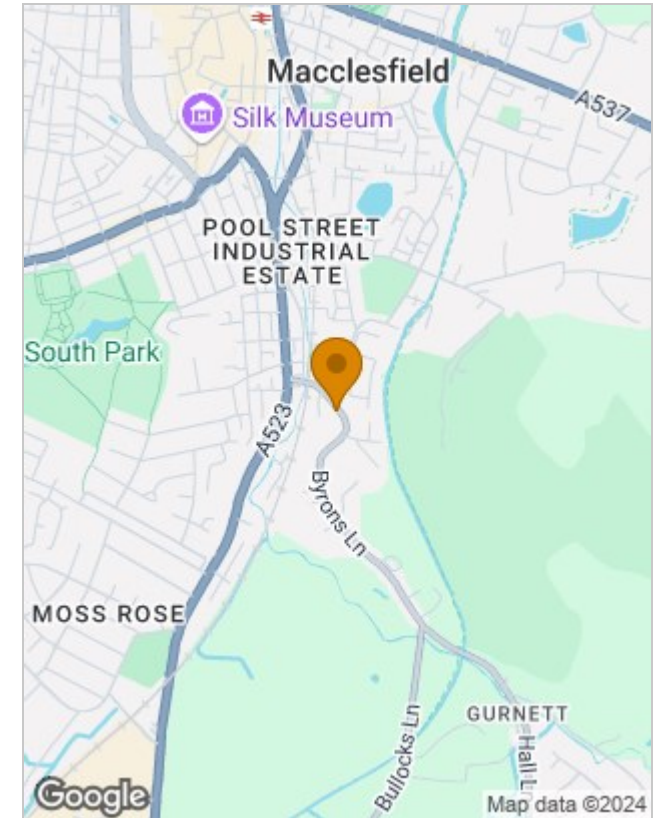 Macclesfield
A537
Silk Museum
POOL STREET
INDUSTRIAL
ESTATE
South Park
A523
Byrons Ln
MOSS ROSE
GURNETT
Bullocks Ln
Hall Ln
Google
Map data ©2024